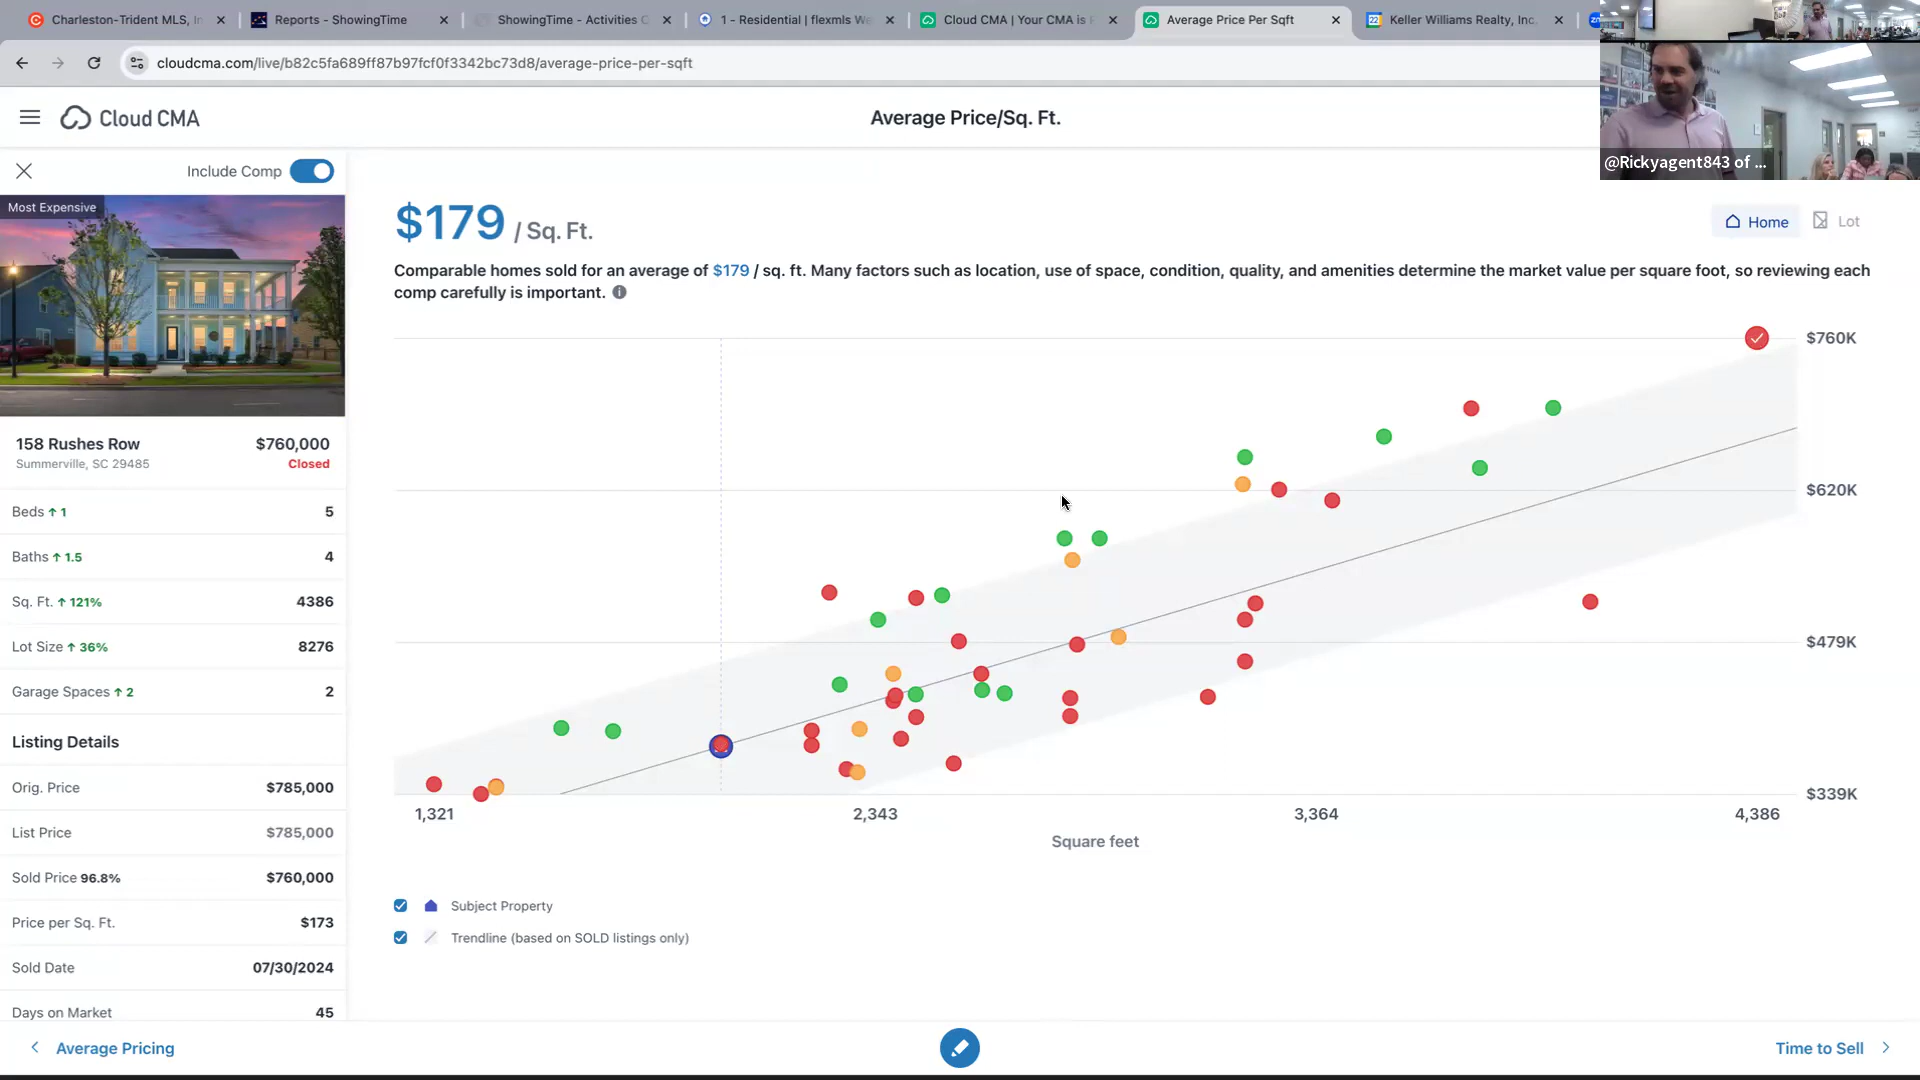 Charleston-Trident MLS, In
Reports - ShowingTime
ShowingTime - Activities C
1 - Residential | flexmls We
Cloud CMA | Your CMA is R
Average Price Per Sqft
Keller Williams Realty, Inc.
cloudcma.com/live/b82c5fa689ff87b97fcf0f3342bc73d8/average-price-per-sqft
Cloud CMA
Average Price/Sq. Ft.
@Rickyagent843 of ...
Include Comp
Most Expensive
158 Rushes Row $760,000
Summerville, SC 29485 Closed
Beds ↑ 1 5
Baths ↑ 1.5 4
Sq. Ft. ↑ 121% 4386
Lot Size ↑ 36% 8276
Garage Spaces ↑ 2 2
Listing Details
Orig. Price $785,000
List Price $785,000
Sold Price 96.8% $760,000
Price per Sq. Ft. $173
Sold Date 07/30/2024
Days on Market 45
$179 / Sq. Ft.
Home Lot
Comparable homes sold for an average of $179 / sq. ft. Many factors such as location, use of space, condition, quality, and amenities determine the market value per square foot, so reviewing each
comp carefully is important.
$760K
$620K
$479K
$339K
1,321 2,343 3,364 4,386
Square feet
Subject Property
Trendline (based on SOLD listings only)
Average Pricing
Time to Sell